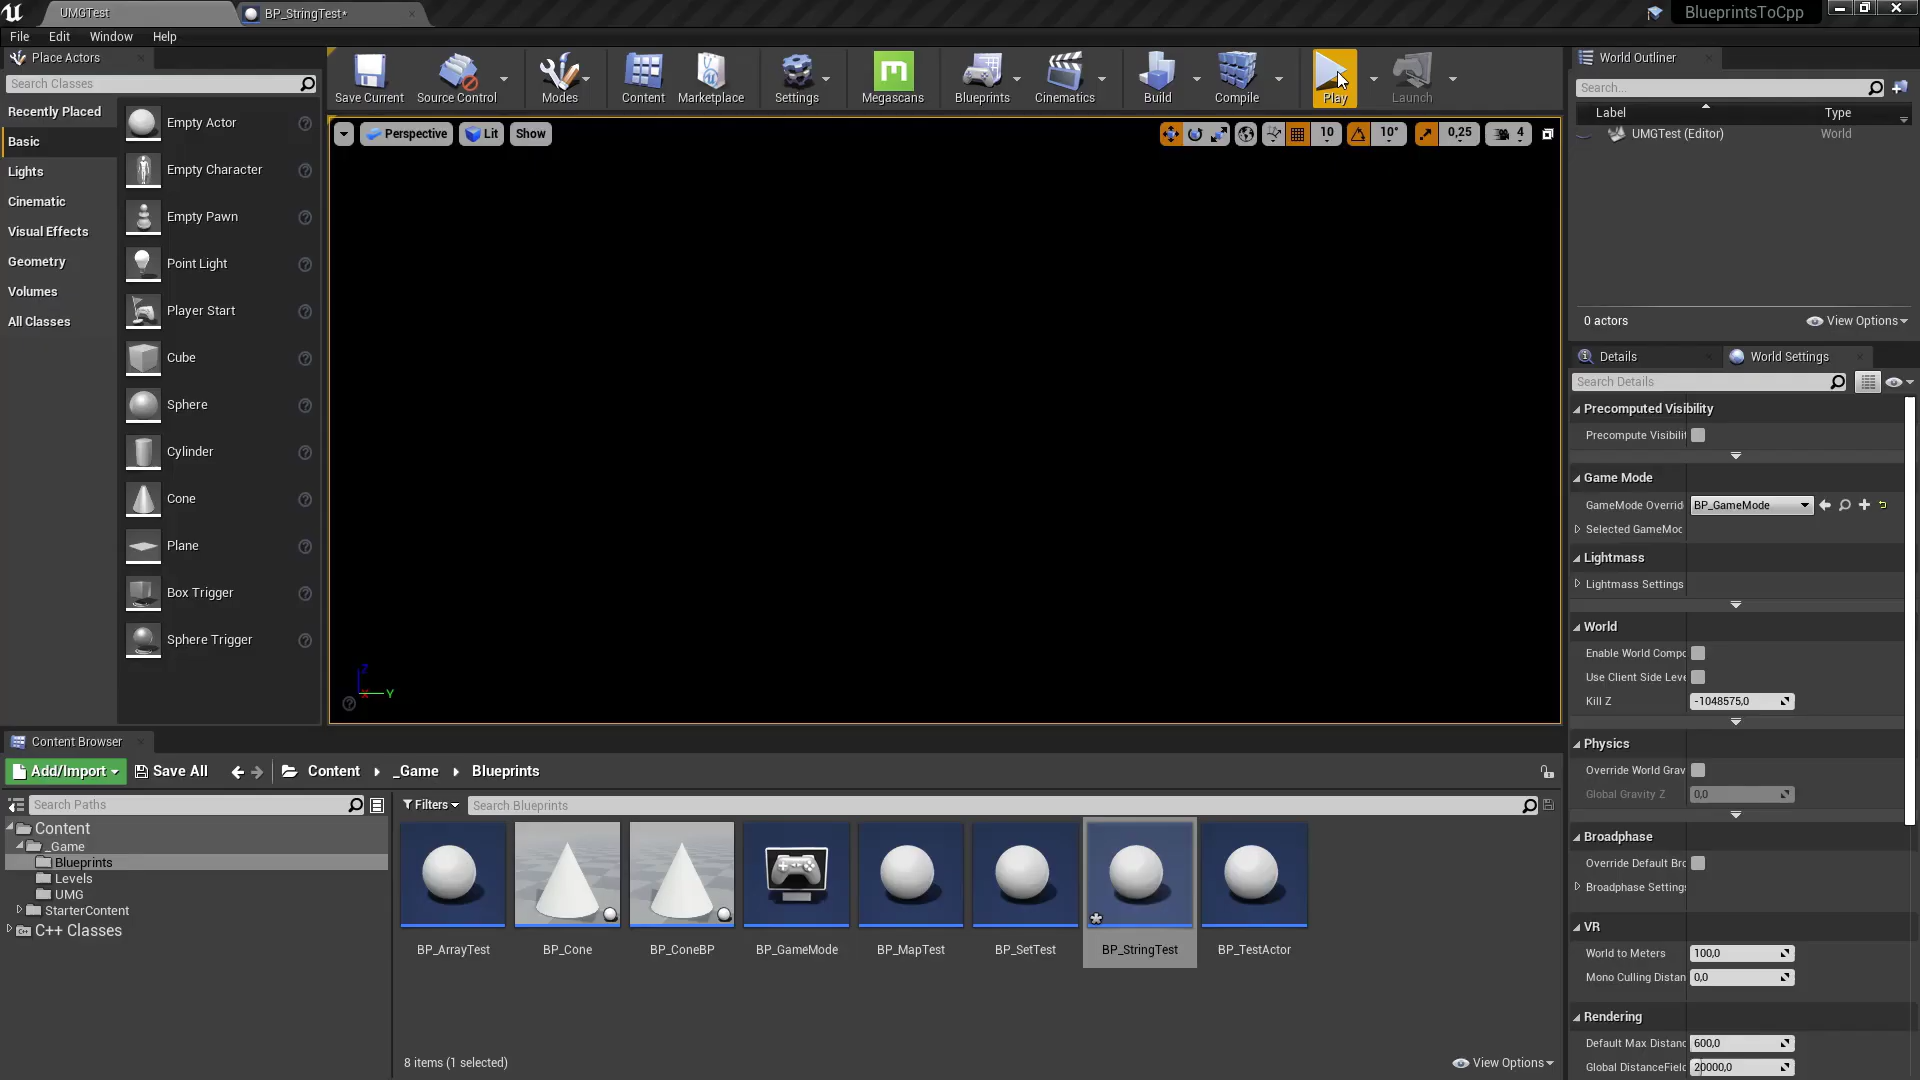 UMGTest
BP_StringTest*
BlueprintsToCpp
File Edit Window Help
Place Actors
Search Classes
Recently Placed
Basic
Lights
Cinematic
Visual Effects
Geometry
Volumes
All Classes
Empty Actor
Empty Character
Empty Pawn
Point Light
Player Start
Cube
Sphere
Cylinder
Cone
Plane
Box Trigger
Sphere Trigger
Save Current Source Control Modes Content Marketplace Settings Megascans Blueprints Cinematics Build Compile Play Launch
Perspective Lit Show
10 10° 0,25 4
Z
X Y
World Outliner
Search...
Label Type
UMGTest (Editor) World
0 actors View Options
Details World Settings
Search Details
Precomputed Visibility
Precompute Visibilit
Game Mode
GameMode Overrid BP_GameMode
Selected GameMoc
Lightmass
Lightmass Settings
World
Enable World Compo
Use Client Side Leve
Kill Z -1048575,0
Physics
Override World Grav
Global Gravity Z 0,0
Broadphase
Override Default Brc
Broadphase Settings
VR
World to Meters 100,0
Mono Culling Distan 0,0
Rendering
Default Max Distanc 600,0
Global DistanceField 20000,0
Content Browser
Add/Import Save All Content _Game Blueprints
Search Paths
Content
_Game
Blueprints
Levels
UMG
StarterContent
C++ Classes
Filters Search Blueprints
BP_ArrayTest BP_Cone BP_ConeBP BP_GameMode BP_MapTest BP_SetTest BP_StringTest BP_TestActor
8 items (1 selected) View Options